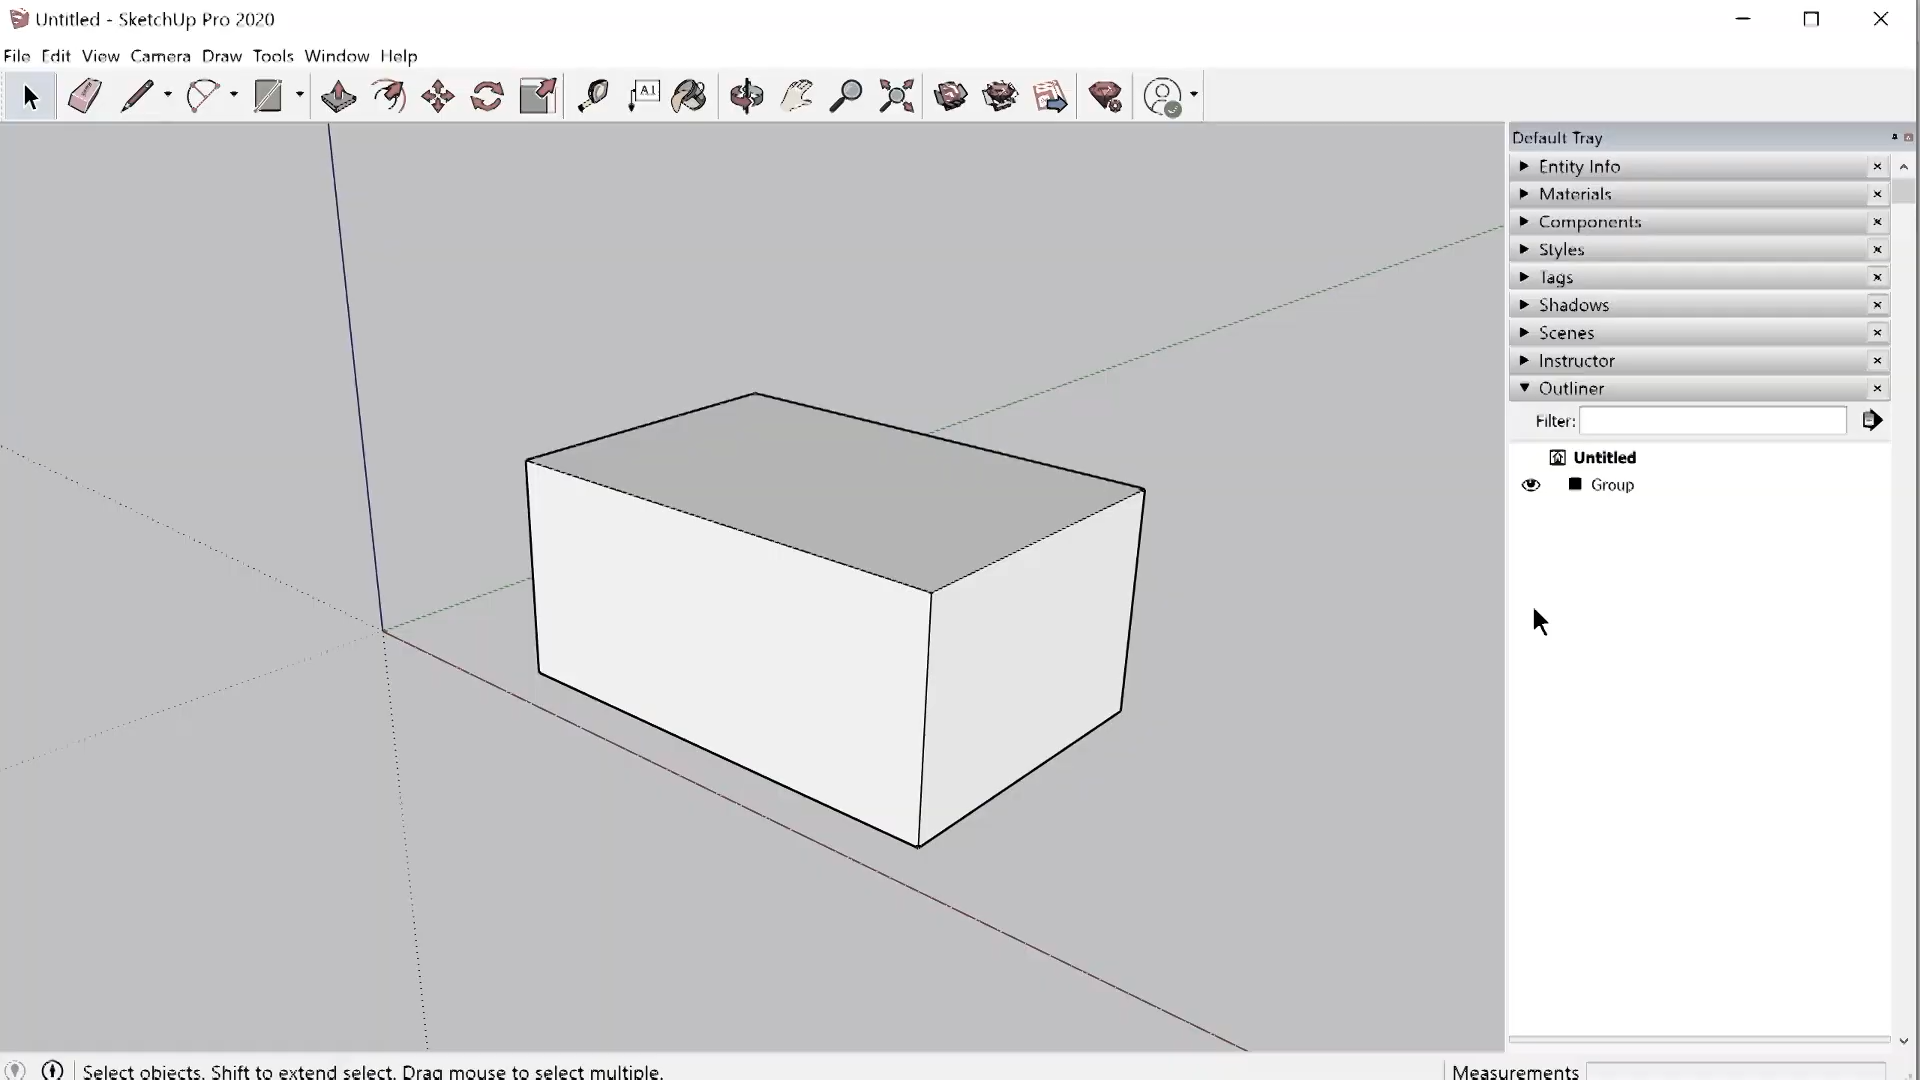 Untitled - SketchUp Pro 2020
File Edit View Camera Draw Tools Window Help
A1
Default Tray
Entity Info
Materials
Components
Styles
Tags
Shadows
Scenes
Instructor
Outliner
Filter:
Untitled
Group
Select objects. Shift to extend select. Drag mouse to select multiple.
Measurements